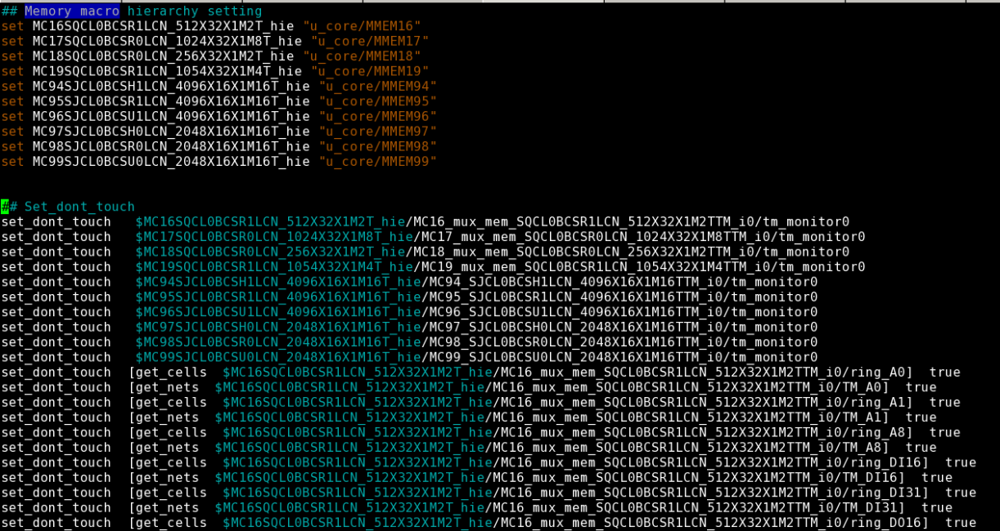 ## Memory macro hierarchy setting
set MC16SQCL0BCSR1LCN_512X32X1M2T_hie "u_core/MMEM16"
set MC17SQCL0BCSR0LCN_1024X32X1M8T_hie "u_core/MMEM17"
set MC18SQCL0BCSR0LCN_256X32X1M2T_hie "u_core/MMEM18"
set MC19SQCL0BCSR1LCN_1054X32X1M4T_hie "u_core/MMEM19"
set MC94SJCL0BCSH1LCN_4096X16X1M16T_hie "u_core/MMEM94"
set MC95SJCL0BCSR1LCN_4096X16X1M16T_hie "u_core/MMEM95"
set MC96SJCL0BCSU1LCN_4096X16X1M16T_hie "u_core/MMEM96"
set MC97SJCL0BCSH0LCN_2048X16X1M16T_hie "u_core/MMEM97"
set MC98SJCL0BCSR0LCN_2048X16X1M16T_hie "u_core/MMEM98"
set MC99SJCL0BCSU0LCN_2048X16X1M16T_hie "u_core/MMEM99"
## Set_dont_touch
set_dont_touch   $MC16SQCL0BCSR1LCN_512X32X1M2T_hie/MC16_mux_mem_SQCL0BCSR1LCN_512X32X1M2TTM_i0/tm_monitor0
set_dont_touch   $MC17SQCL0BCSR0LCN_1024X32X1M8T_hie/MC17_mux_mem_SQCL0BCSR0LCN_1024X32X1M8TTM_i0/tm_monitor0
set_dont_touch   $MC18SQCL0BCSR0LCN_256X32X1M2T_hie/MC18_mux_mem_SQCL0BCSR0LCN_256X32X1M2TTM_i0/tm_monitor0
set_dont_touch   $MC19SQCL0BCSR1LCN_1054X32X1M4T_hie/MC19_mux_mem_SQCL0BCSR1LCN_1054X32X1M4TTM_i0/tm_monitor0
set_dont_touch   $MC94SJCL0BCSH1LCN_4096X16X1M16T_hie/MC94_SJCL0BCSH1LCN_4096X16X1M16TTM_i0/tm_monitor0
set_dont_touch   $MC95SJCL0BCSR1LCN_4096X16X1M16T_hie/MC95_SJCL0BCSR1LCN_4096X16X1M16TTM_i0/tm_monitor0
set_dont_touch   $MC96SJCL0BCSU1LCN_4096X16X1M16T_hie/MC96_SJCL0BCSU1LCN_4096X16X1M16TTM_i0/tm_monitor0
set_dont_touch   $MC97SJCL0BCSH0LCN_2048X16X1M16T_hie/MC97_SJCL0BCSH0LCN_2048X16X1M16TTM_i0/tm_monitor0
set_dont_touch   $MC98SJCL0BCSR0LCN_2048X16X1M16T_hie/MC98_SJCL0BCSR0LCN_2048X16X1M16TTM_i0/tm_monitor0
set_dont_touch   $MC99SJCL0BCSU0LCN_2048X16X1M16T_hie/MC99_SJCL0BCSU0LCN_2048X16X1M16TTM_i0/tm_monitor0
set_dont_touch  [get_cells  $MC16SQCL0BCSR1LCN_512X32X1M2T_hie/MC16_mux_mem_SQCL0BCSR1LCN_512X32X1M2TTM_i0/ring_A0]  true
set_dont_touch  [get_nets  $MC16SQCL0BCSR1LCN_512X32X1M2T_hie/MC16_mux_mem_SQCL0BCSR1LCN_512X32X1M2TTM_i0/TM_A0]  true
set_dont_touch  [get_cells  $MC16SQCL0BCSR1LCN_512X32X1M2T_hie/MC16_mux_mem_SQCL0BCSR1LCN_512X32X1M2TTM_i0/ring_A1]  true
set_dont_touch  [get_nets  $MC16SQCL0BCSR1LCN_512X32X1M2T_hie/MC16_mux_mem_SQCL0BCSR1LCN_512X32X1M2TTM_i0/TM_A1]  true
set_dont_touch  [get_cells  $MC16SQCL0BCSR1LCN_512X32X1M2T_hie/MC16_mux_mem_SQCL0BCSR1LCN_512X32X1M2TTM_i0/ring_A8]  true
set_dont_touch  [get_nets  $MC16SQCL0BCSR1LCN_512X32X1M2T_hie/MC16_mux_mem_SQCL0BCSR1LCN_512X32X1M2TTM_i0/TM_A8]  true
set_dont_touch  [get_cells  $MC16SQCL0BCSR1LCN_512X32X1M2T_hie/MC16_mux_mem_SQCL0BCSR1LCN_512X32X1M2TTM_i0/ring_DI16]  true
set_dont_touch  [get_nets  $MC16SQCL0BCSR1LCN_512X32X1M2T_hie/MC16_mux_mem_SQCL0BCSR1LCN_512X32X1M2TTM_i0/TM_DI16]  true
set_dont_touch  [get_cells  $MC16SQCL0BCSR1LCN_512X32X1M2T_hie/MC16_mux_mem_SQCL0BCSR1LCN_512X32X1M2TTM_i0/ring_DI31]  true
set_dont_touch  [get_nets  $MC16SQCL0BCSR1LCN_512X32X1M2T_hie/MC16_mux_mem_SQCL0BCSR1LCN_512X32X1M2TTM_i0/TM_DI31]  true
set_dont_touch  [get_cells  $MC16SQCL0BCSR1LCN_512X32X1M2T_hie/MC16_mux_mem_SQCL0BCSR1LCN_512X32X1M2TTM_i0/ring_DO16]  true